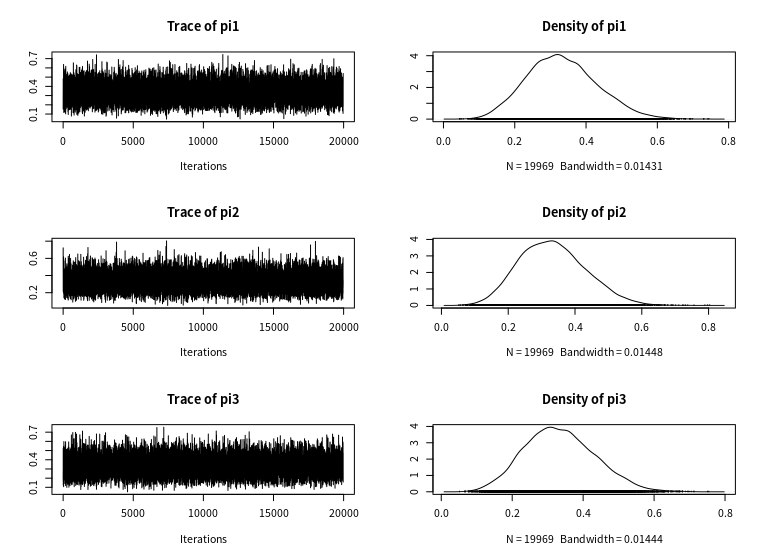 Trace of pi1
0.1 0.4 0.7
0 5000 10000 15000 20000
Iterations
Density of pi1
0 2 4
0.0 0.2 0.4 0.6 0.8
N = 19969 Bandwidth = 0.01431
Trace of pi2
0.2 0.6
0 5000 10000 15000 20000
Iterations
Density of pi2
0 1 2 3 4
0.0 0.2 0.4 0.6 0.8
N = 19969 Bandwidth = 0.01448
Trace of pi3
0.1 0.4 0.7
0 5000 10000 15000 20000
Iterations
Density of pi3
0 1 2 3 4
0.0 0.2 0.4 0.6 0.8
N = 19969 Bandwidth = 0.01444